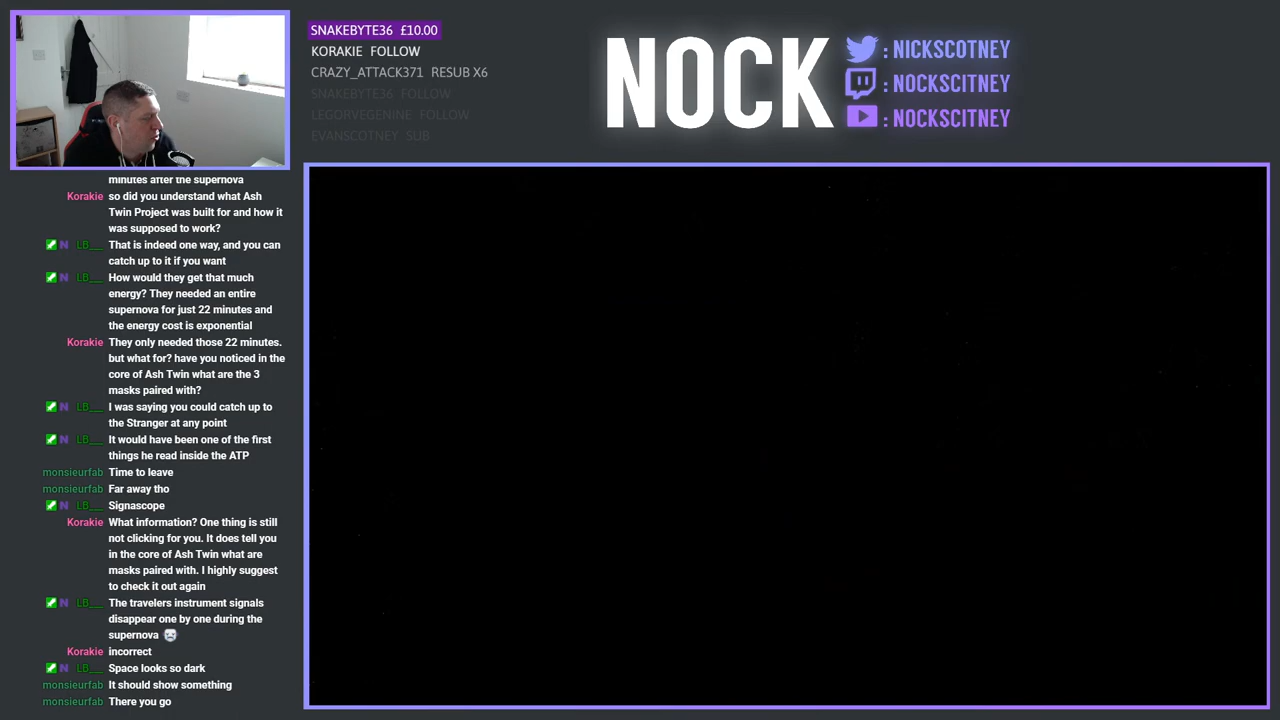 SNAKEBYTE36 £10.00
KORAKIE FOLLOW
CRAZY_ATTACK371 RESUB X6
SNAKEBYTE36 FOLLOW
LEGORVEGENINE FOLLOW
EVANSCOTNEY SUB
NOCK
: NICKSCOTNEY
: NOCKSCITNEY
: NOCKSCITNEY
minutes after the supernova
Korakie so did you understand what Ash
Twin Project was built for and how it
was supposed to work?
N LB__ That is indeed one way, and you can
catch up to it if you want
N LB__ How would they get that much
energy? They needed an entire
supernova for just 22 minutes and
the energy cost is exponential
Korakie They only needed those 22 minutes.
but what for? have you noticed in the
core of Ash Twin what are the 3
masks paired with?
N LB__ I was saying you could catch up to
the Stranger at any point
N LB__ It would have been one of the first
things he read inside the ATP
monsieurfab Time to leave
monsieurfab Far away tho
N LB__ Signascope
Korakie What information? One thing is still
not clicking for you. It does tell you
in the core of Ash Twin what are
masks paired with. I highly suggest
to check it out again
N LB__ The travelers instrument signals
disappear one by one during the
supernova
Korakie incorrect
N LB__ Space looks so dark
monsieurfab It should show something
monsieurfab There you go